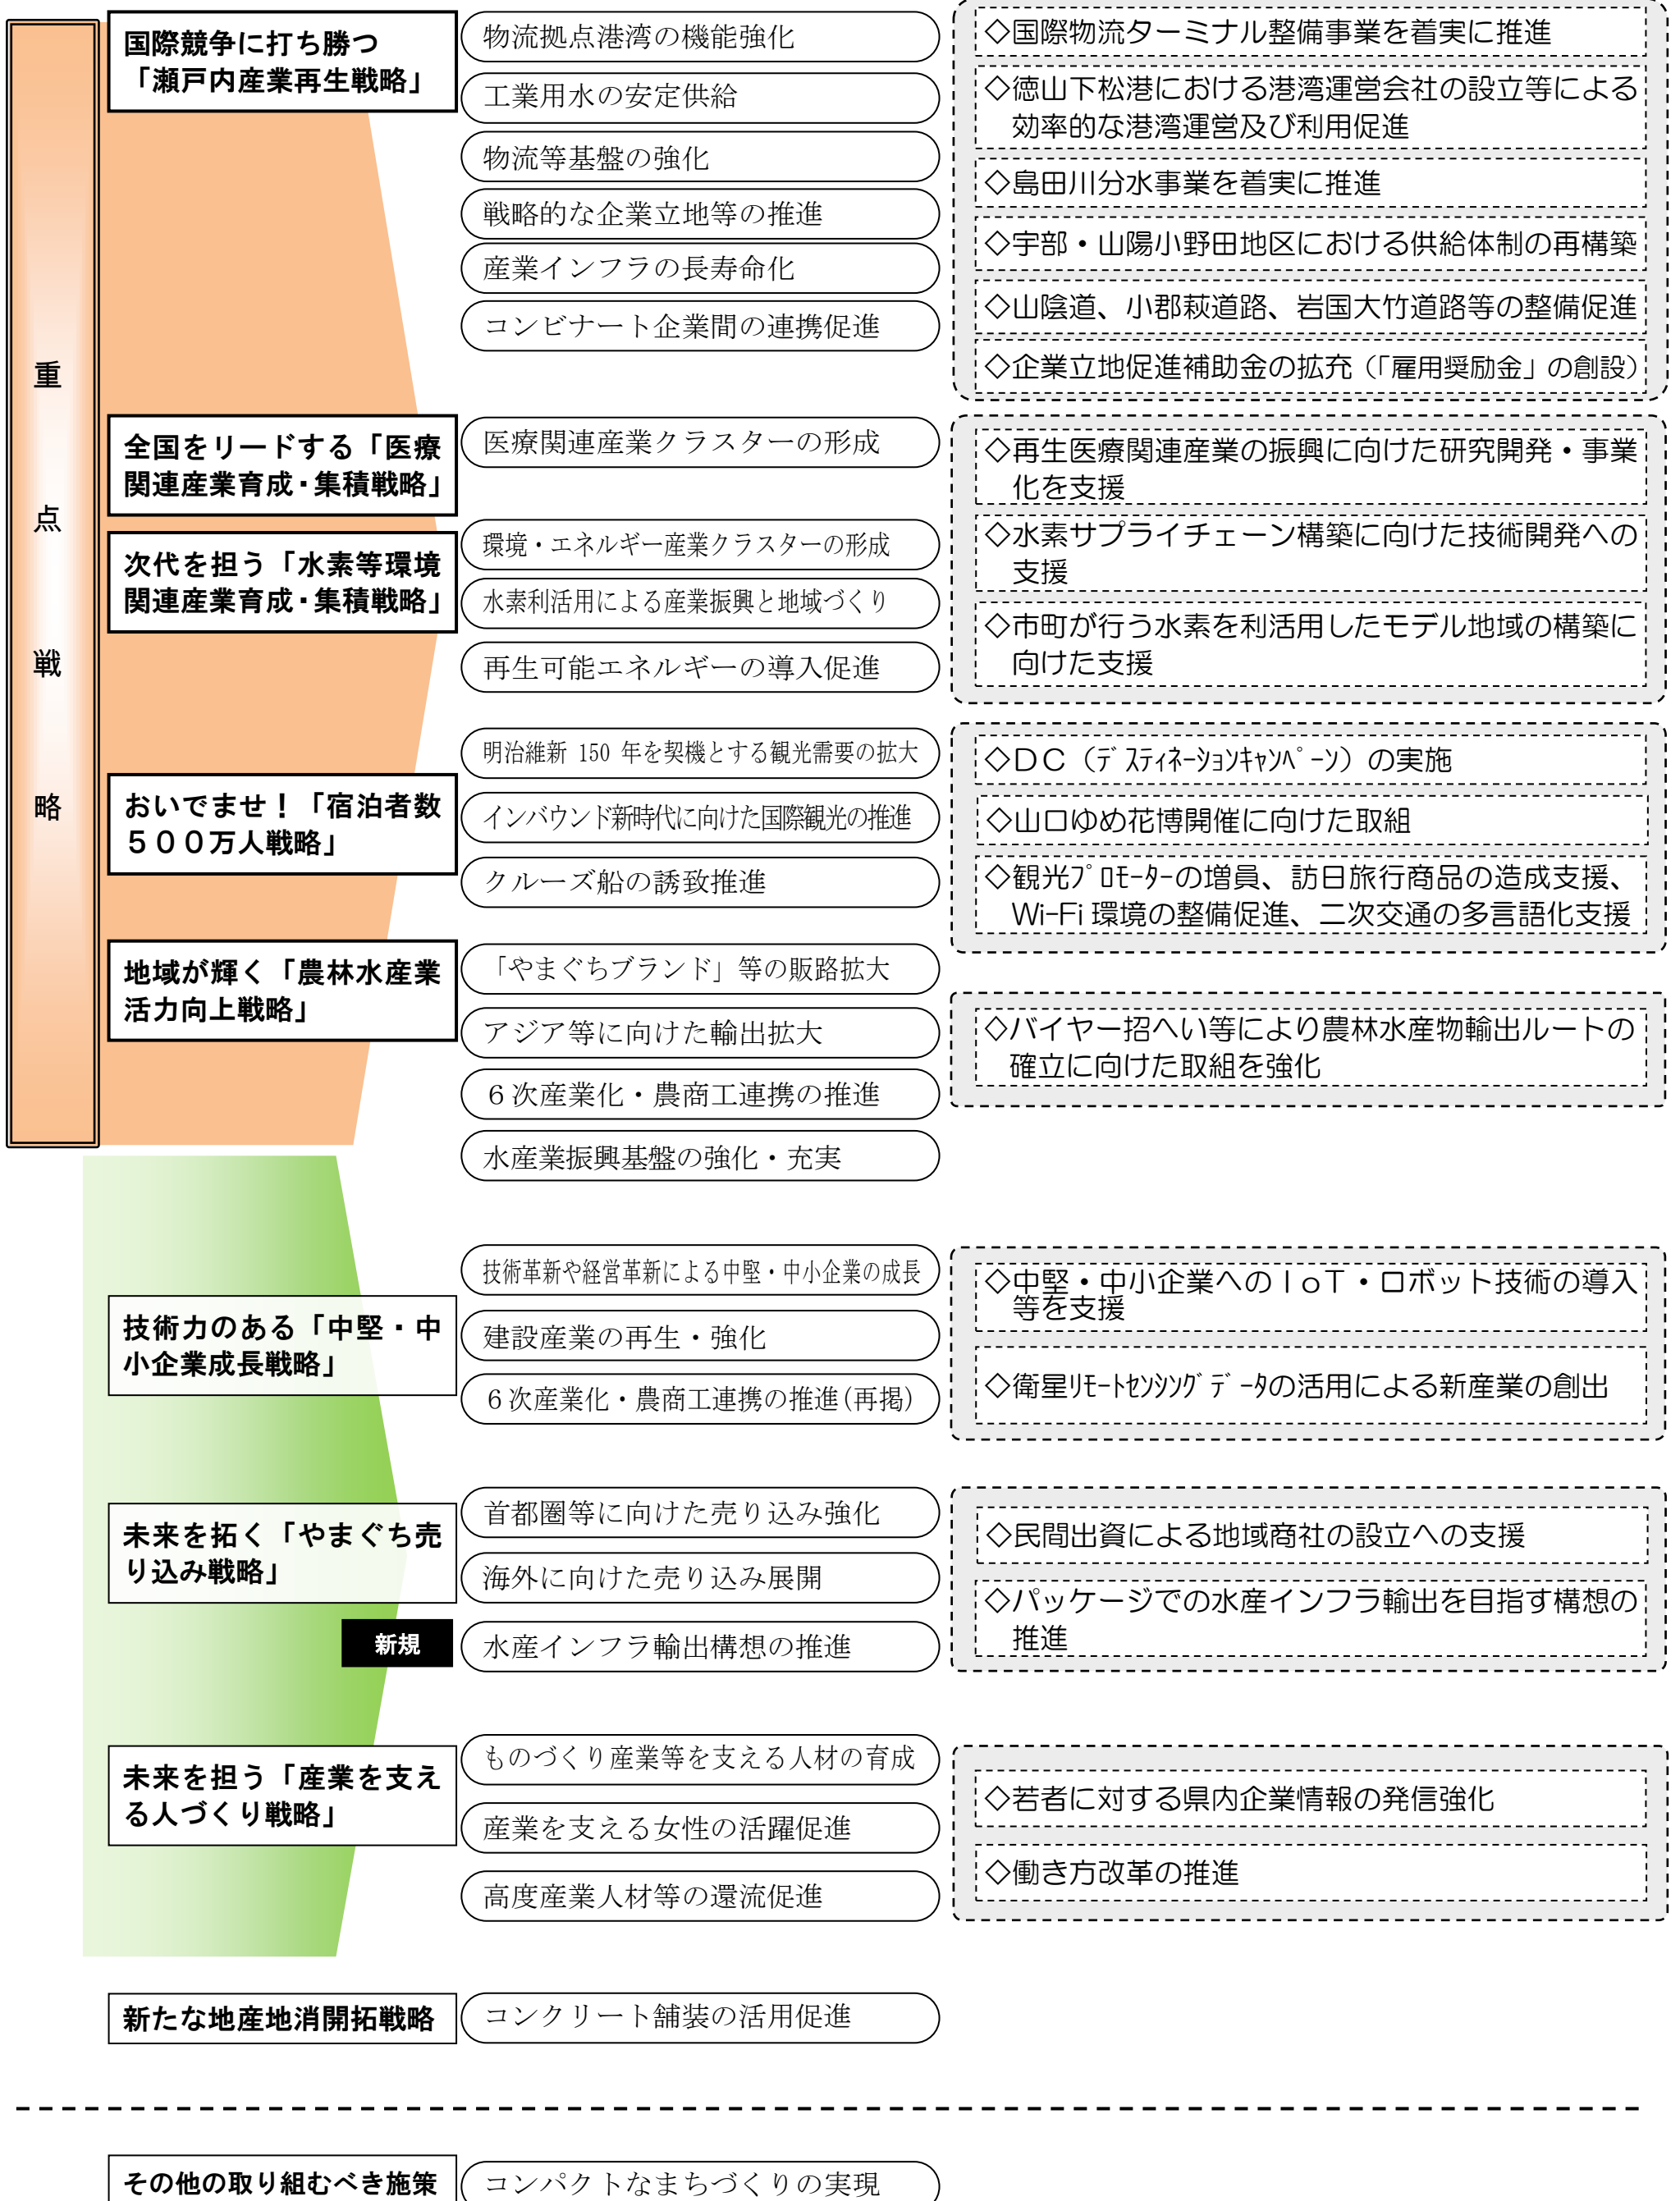 重点戦略
国際競争に打ち勝つ
「瀬戸内産業再生戦略」
物流拠点港湾の機能強化
工業用水の安定供給
物流等基盤の強化
戦略的な企業立地等の推進
産業インフラの長寿命化
コンビナート企業間の連携促進
◇国際物流ターミナル整備事業を着実に推進
◇徳山下松港における港湾運営会社の設立等による
効率的な港湾運営及び利用促進
◇島田川分水事業を着実に推進
◇宇部・山陽小野田地区における供給体制の再構築
◇山陰道、小郡萩道路、岩国大竹道路等の整備促進
◇企業立地促進補助金の拡充（「雇用奨励金」の創設）
全国をリードする「医療
関連産業育成・集積戦略」
医療関連産業クラスターの形成
◇再生医療関連産業の振興に向けた研究開発・事業
化を支援
次代を担う「水素等環境
関連産業育成・集積戦略」
環境・エネルギー産業クラスターの形成
水素利活用による産業振興と地域づくり
再生可能エネルギーの導入促進
◇水素サプライチェーン構築に向けた技術開発への
支援
◇市町が行う水素を利活用したモデル地域の構築に
向けた支援
おいでませ！「宿泊者数
５００万人戦略」
明治維新 150 年を契機とする観光需要の拡大
インバウンド新時代に向けた国際観光の推進
クルーズ船の誘致推進
◇ＤＣ（ﾃﾞｽﾃｨﾈｰｼｮﾝｷｬﾝﾍﾟｰﾝ）の実施
◇山口ゆめ花博開催に向けた取組
◇観光ﾌﾟﾛﾓｰﾀｰの増員、訪日旅行商品の造成支援、
Wi-Fi 環境の整備促進、二次交通の多言語化支援
地域が輝く「農林水産業
活力向上戦略」
「やまぐちブランド」等の販路拡大
アジア等に向けた輸出拡大
６次産業化・農商工連携の推進
水産業振興基盤の強化・充実
◇バイヤー招へい等により農林水産物輸出ルートの
確立に向けた取組を強化
技術力のある「中堅・中
小企業成長戦略」
技術革新や経営革新による中堅・中小企業の成長
建設産業の再生・強化
６次産業化・農商工連携の推進(再掲)
◇中堅・中小企業へのＩｏＴ・ロボット技術の導入
等を支援
◇衛星ﾘﾓｰﾄｾﾝｼﾝｸﾞﾃﾞｰﾀの活用による新産業の創出
未来を拓く「やまぐち売
り込み戦略」
首都圏等に向けた売り込み強化
海外に向けた売り込み展開
新規
水産インフラ輸出構想の推進
◇民間出資による地域商社の設立への支援
◇パッケージでの水産インフラ輸出を目指す構想の
推進
未来を担う「産業を支え
る人づくり戦略」
ものづくり産業等を支える人材の育成
産業を支える女性の活躍促進
高度産業人材等の還流促進
◇若者に対する県内企業情報の発信強化
◇働き方改革の推進
新たな地産地消開拓戦略
コンクリート舗装の活用促進
その他の取り組むべき施策
コンパクトなまちづくりの実現